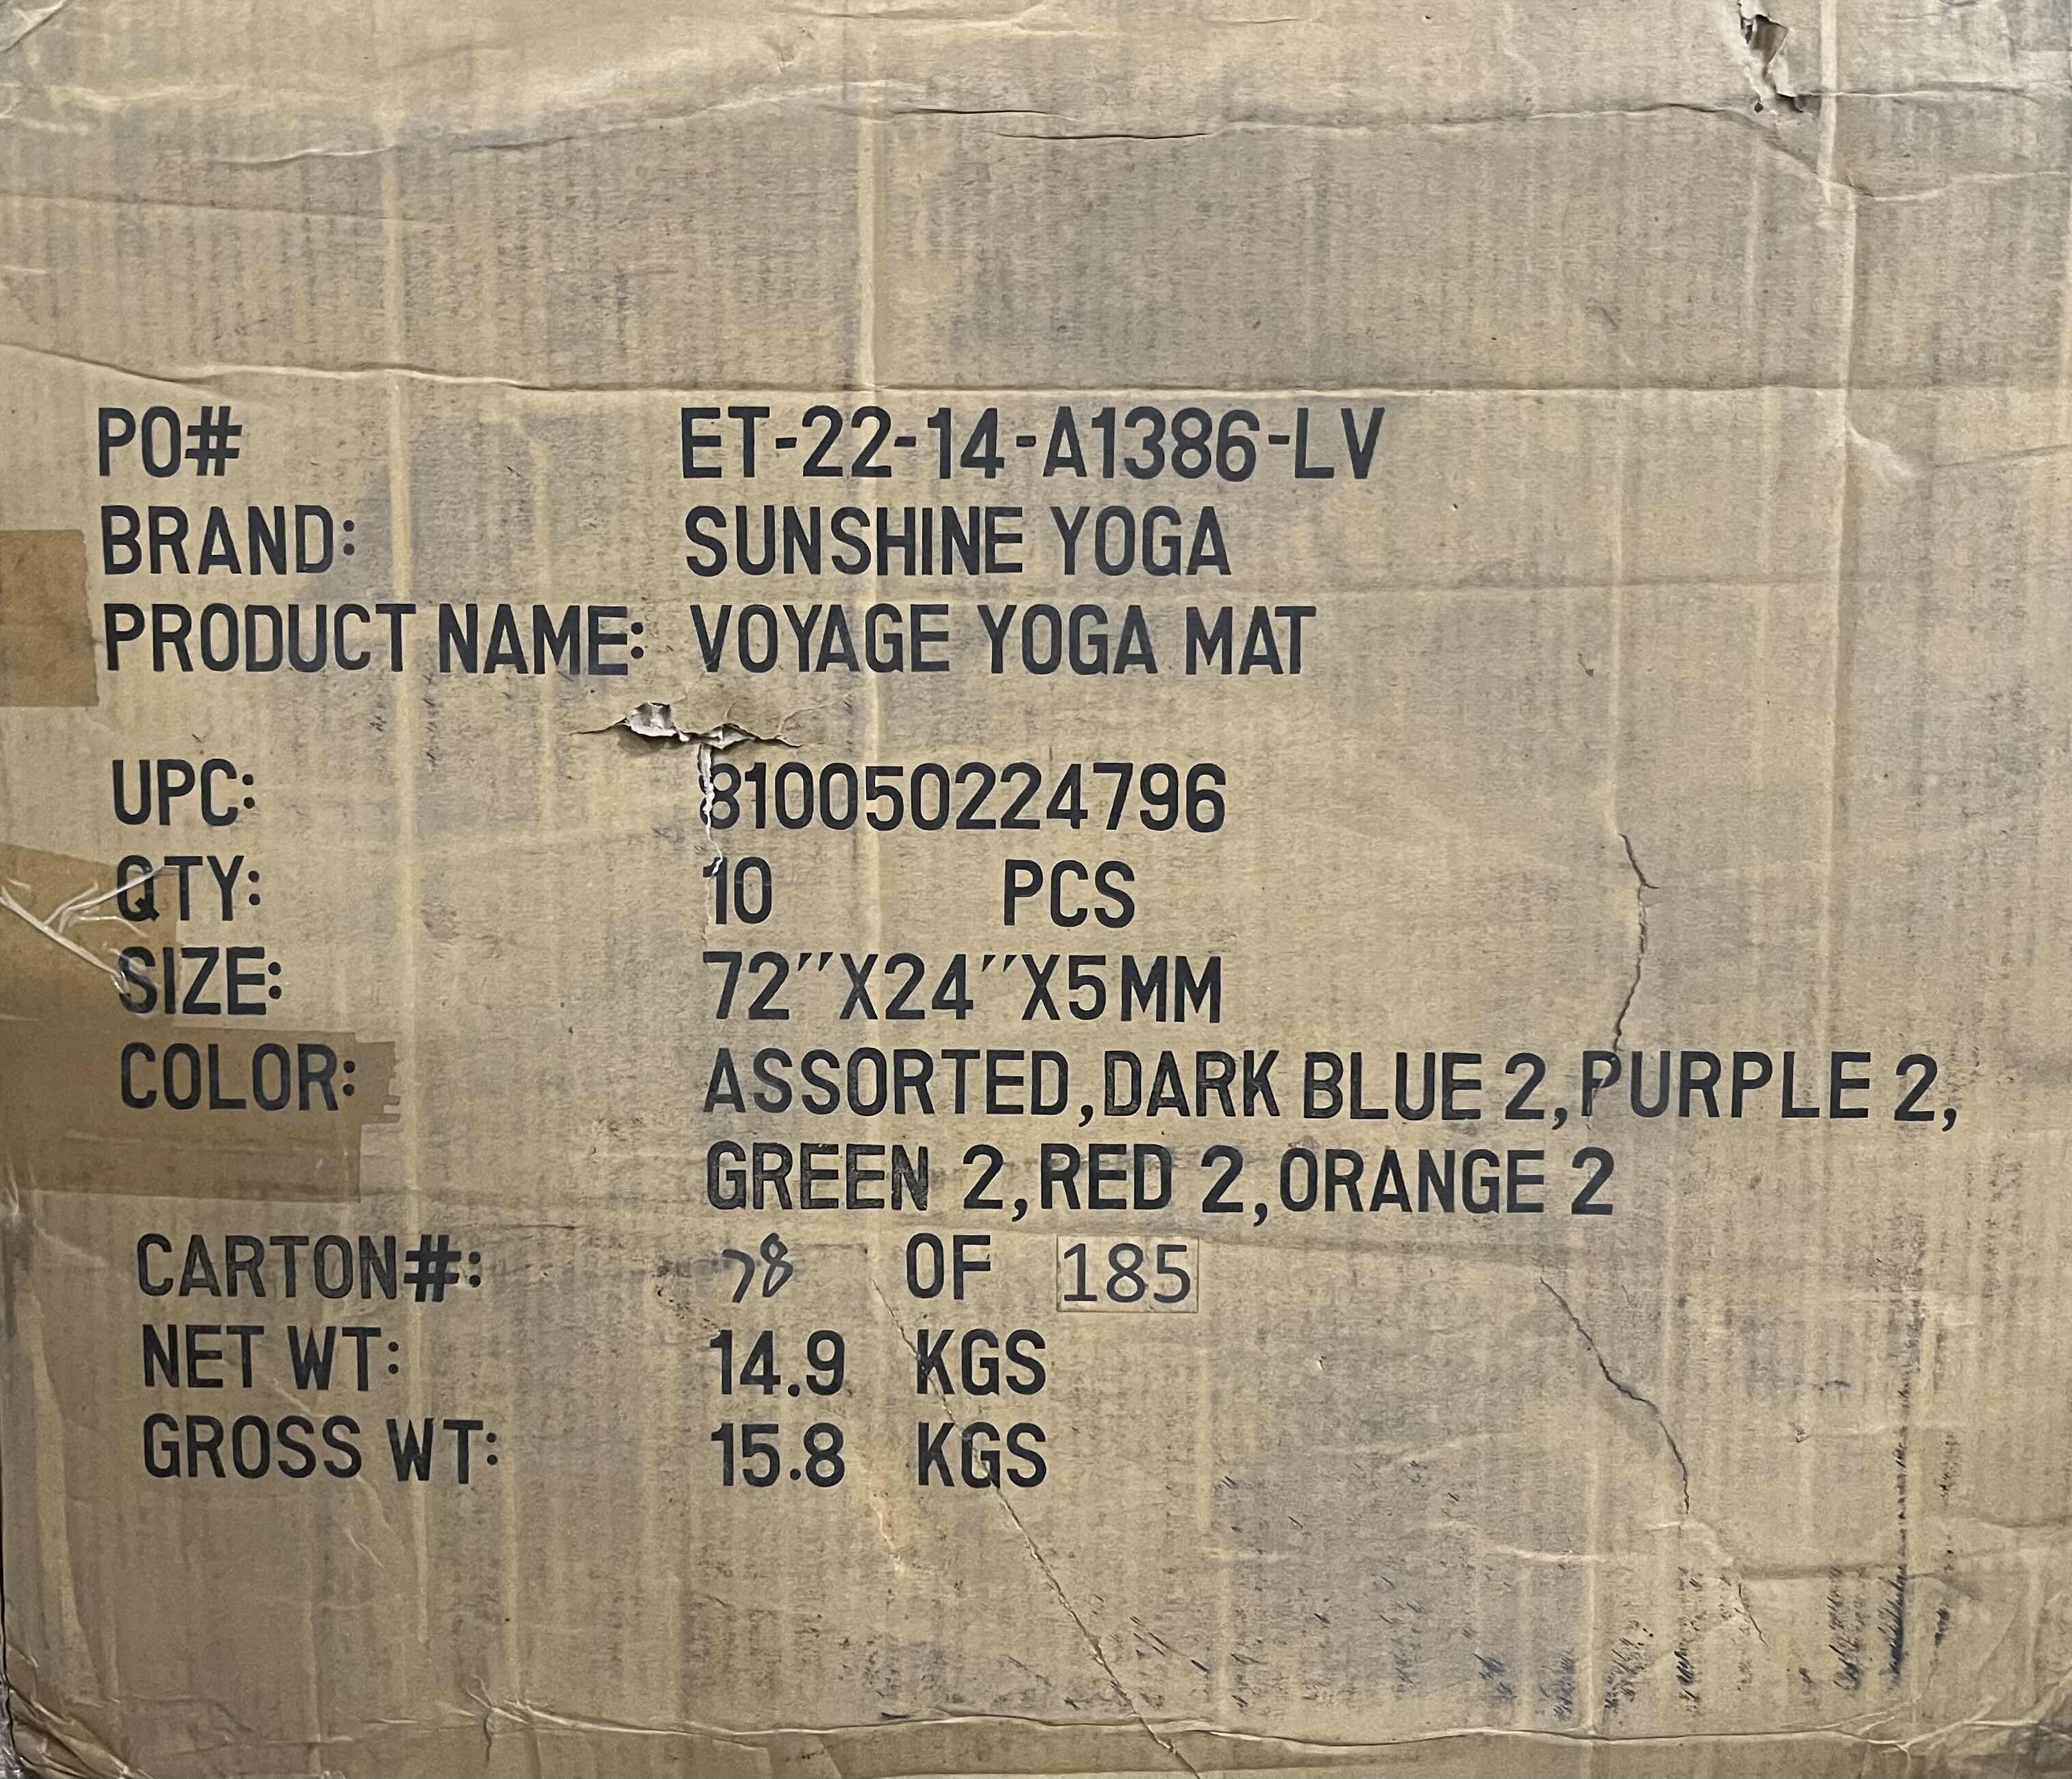 PO# ET-22-14-A1386-LV
BRAND: SUNSHINE YOGA
PRODUCT NAME: VOYAGE YOGA MAT
UPC: 810050224796
QTY: 10 PCS
SIZE: 72″X24″X5MM
COLOR: ASSORTED,DARK BLUE 2,PURPLE 2,
GREEN 2,RED 2,ORANGE 2
CARTON#: 78 OF 185
NET WT: 14.9 KGS
GROSS WT: 15.8 KGS